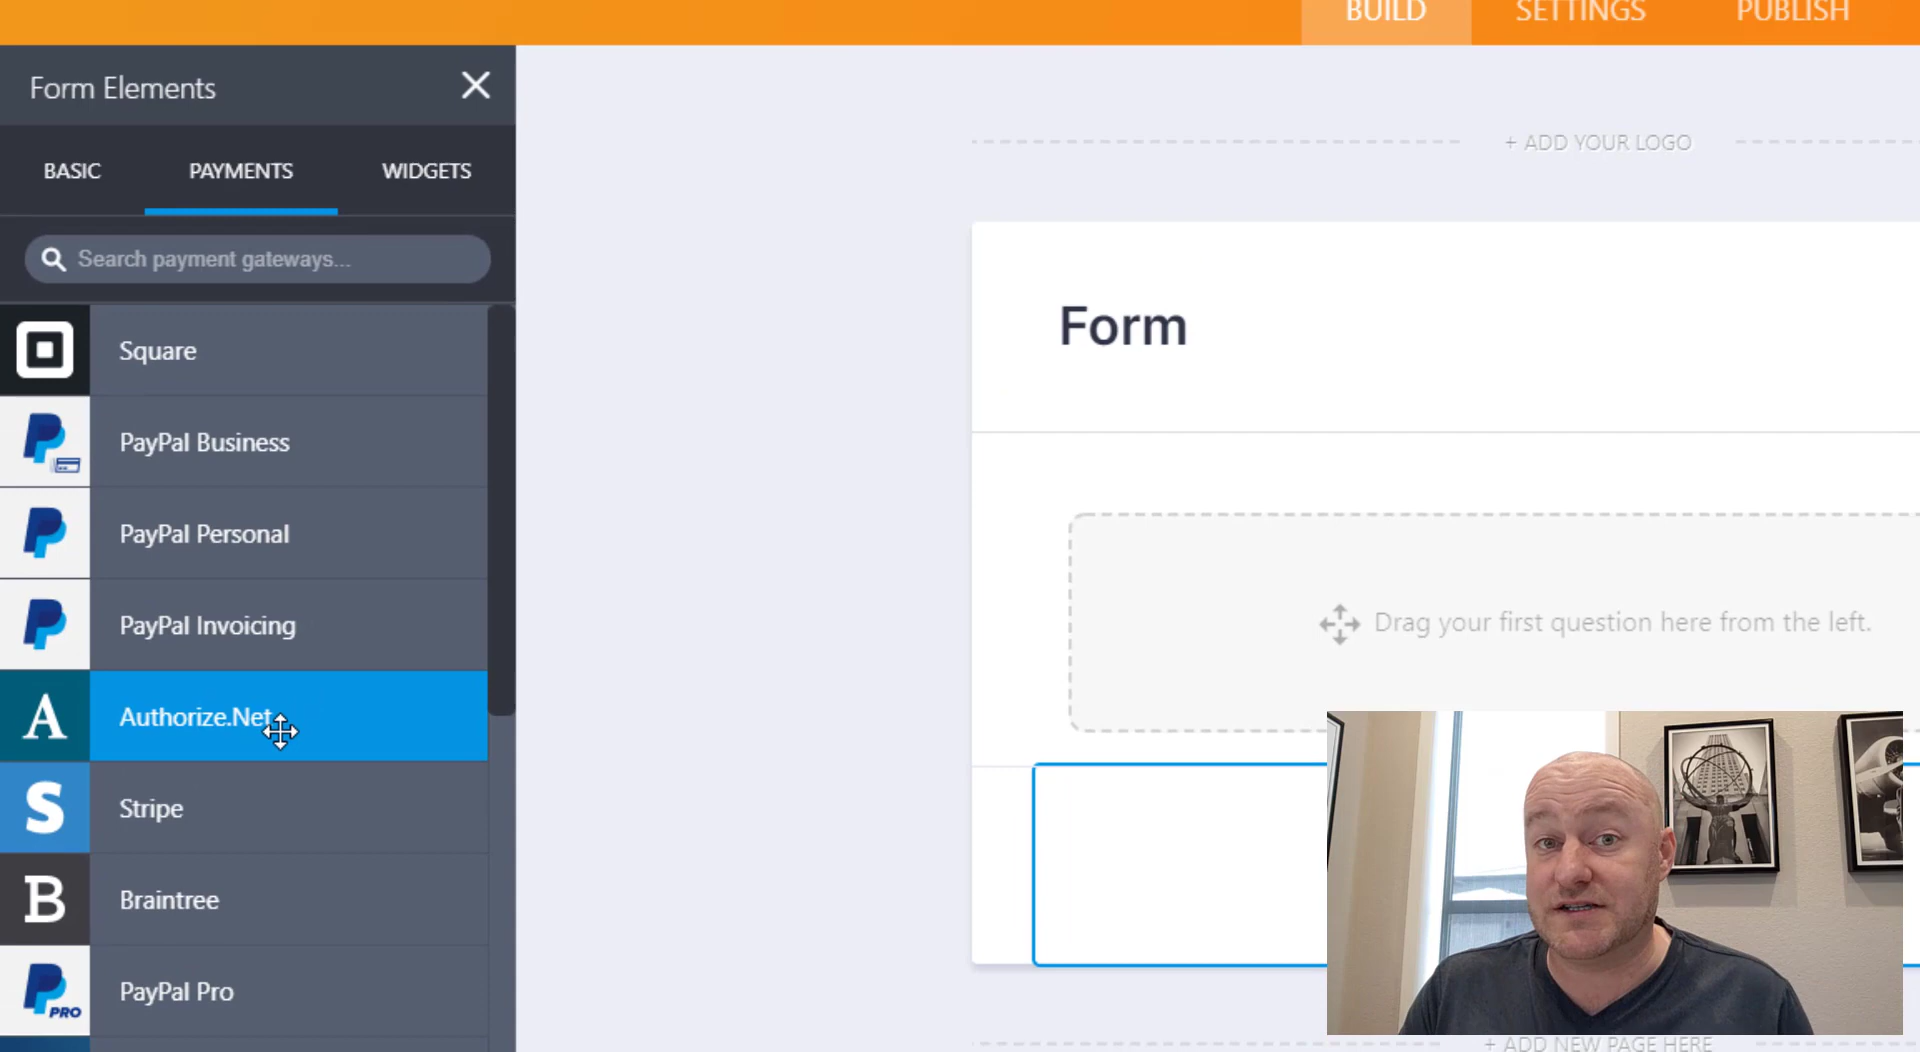 BUILD
SETTINGS
PUBLISH
Form Elements
BASIC
PAYMENTS
WIDGETS
Search payment gateways...
Square
PayPal Business
PayPal Personal
PayPal Invoicing
A
Authorize.Net
S
Stripe
B
Braintree
PRO
PayPal Pro
+ ADD YOUR LOGO
Form
Drag your first question here from the left.
+ ADD NEW PAGE HERE